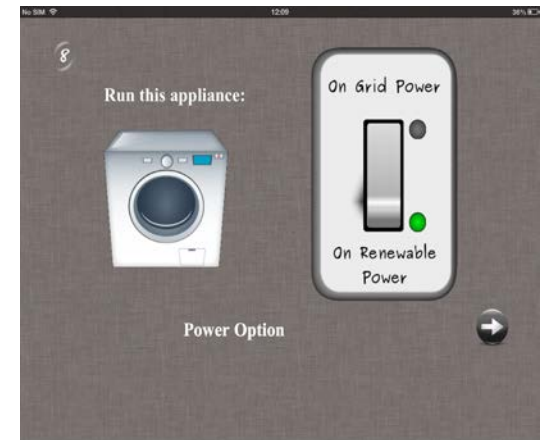 No SIM
12:09
36%
8
Run this appliance:
On Grid Power
On Renewable
Power
Power Option